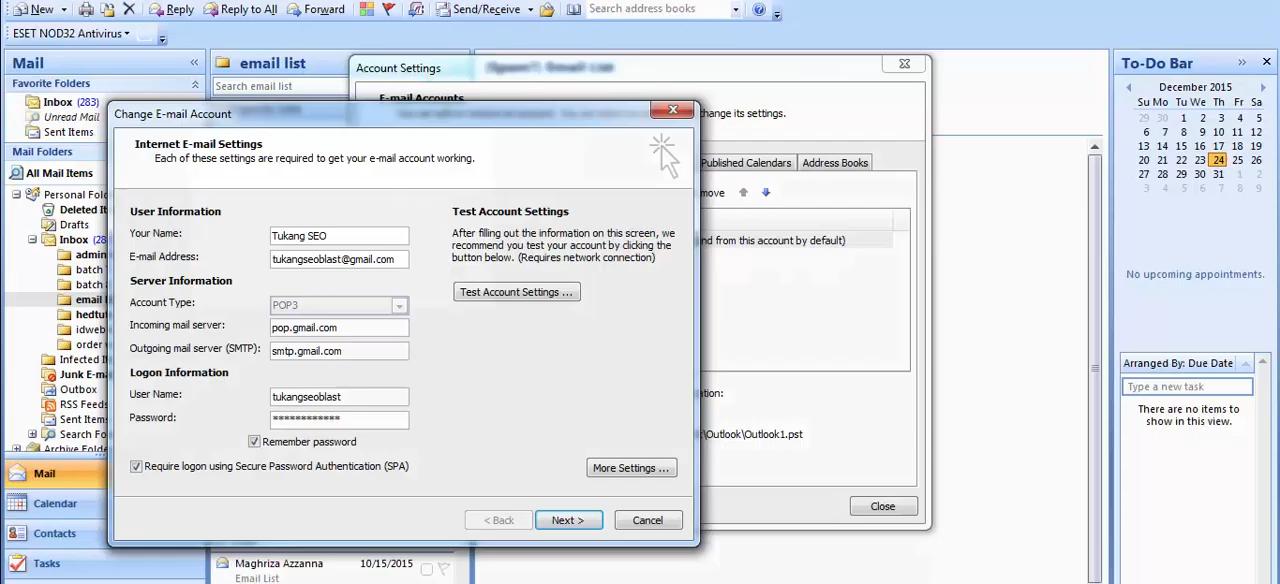 New
Reply
Reply to All
Forward
Send/Receive
Search address books
ESET NOD32 Antivirus
Mail
Favorite Folders
Inbox (283)
Unread Mail
Sent Items
Mail Folders
All Mail Items
Personal Fol
Deleted It
Drafts
Inbox (28
admin
batch
batch
email l
hedtu
idweb
order
Infected I
Junk E-m
Outbox
RSS Feeds
Sent Items
Search Fo
Archive Folder
Mail
Calendar
Contacts
Tasks
email list
Search email list
Maghriza Azzanna 10/15/2015
Email List
Account Settings
E-mail Accounts
change its settings.
Published Calendars
Address Books
move
nd from this account by default)
tion:
\Outlook\Outlook1.pst
Close
Change E-mail Account
Internet E-mail Settings
Each of these settings are required to get your e-mail account working.
User Information
Your Name: Tukang SEO
E-mail Address: tukangseoblast@gmail.com
Server Information
Account Type: POP3
Incoming mail server: pop.gmail.com
Outgoing mail server (SMTP): smtp.gmail.com
Logon Information
User Name: tukangseoblast
Password: ************
Remember password
Require logon using Secure Password Authentication (SPA)
Test Account Settings
After filling out the information on this screen, we
recommend you test your account by clicking the
button below. (Requires network connection)
Test Account Settings ...
More Settings ...
< Back
Next >
Cancel
To-Do Bar
December 2015
Su Mo Tu We Th Fr Sa
29 30 1 2 3 4 5
6 7 8 9 10 11 12
13 14 15 16 17 18 19
20 21 22 23 24 25 26
27 28 29 30 31 1 2
3 4 5 6 7 8 9
No upcoming appointments.
Arranged By: Due Date
Type a new task
There are no items to
show in this view.